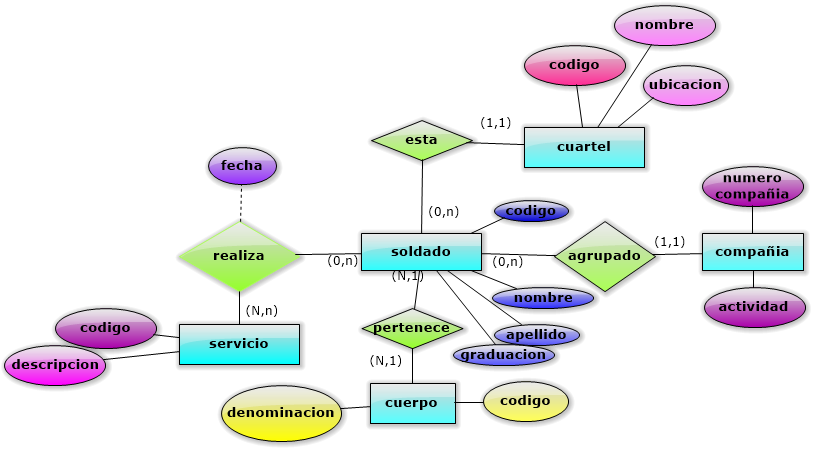 nombre
codigo
ubicacion
(1,1)
esta
cuartel
fecha
numero
compañia
(0,n)
codigo
realiza
(0,n)
soldado
(0,n)
agrupado
(1,1)
compañia
(N,1)
nombre
actividad
(N,n)
codigo
pertenece
apellido
servicio
graduacion
descripcion
(N,1)
denominacion
cuerpo
codigo